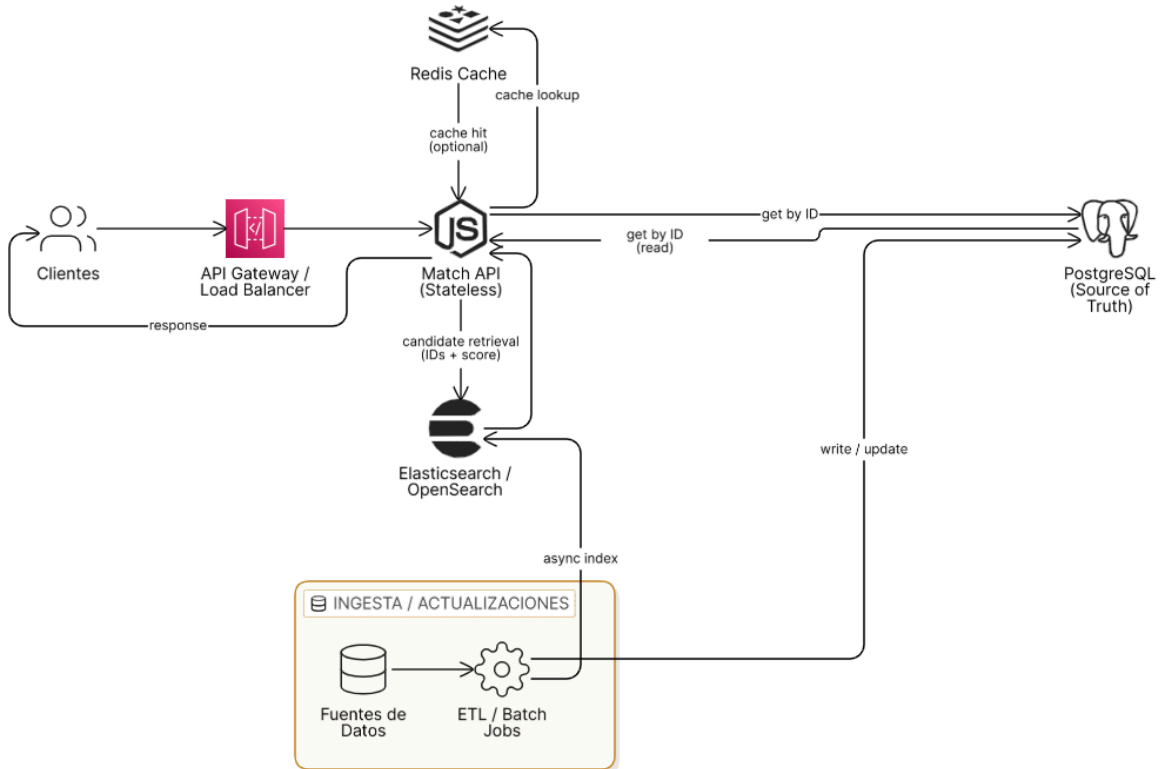 Redis Cache
cache lookup
cache hit
(optional)
JS
Clientes
API Gateway /
Load Balancer
Match API
(Stateless)
get by ID
get by ID
(read)
PostgreSQL
(Source of
Truth)
response
candidate retrieval
(IDs + score)
Elasticsearch /
OpenSearch
write / update
async index
INGESTA / ACTUALIZACIONES
Fuentes de
Datos
ETL / Batch
Jobs